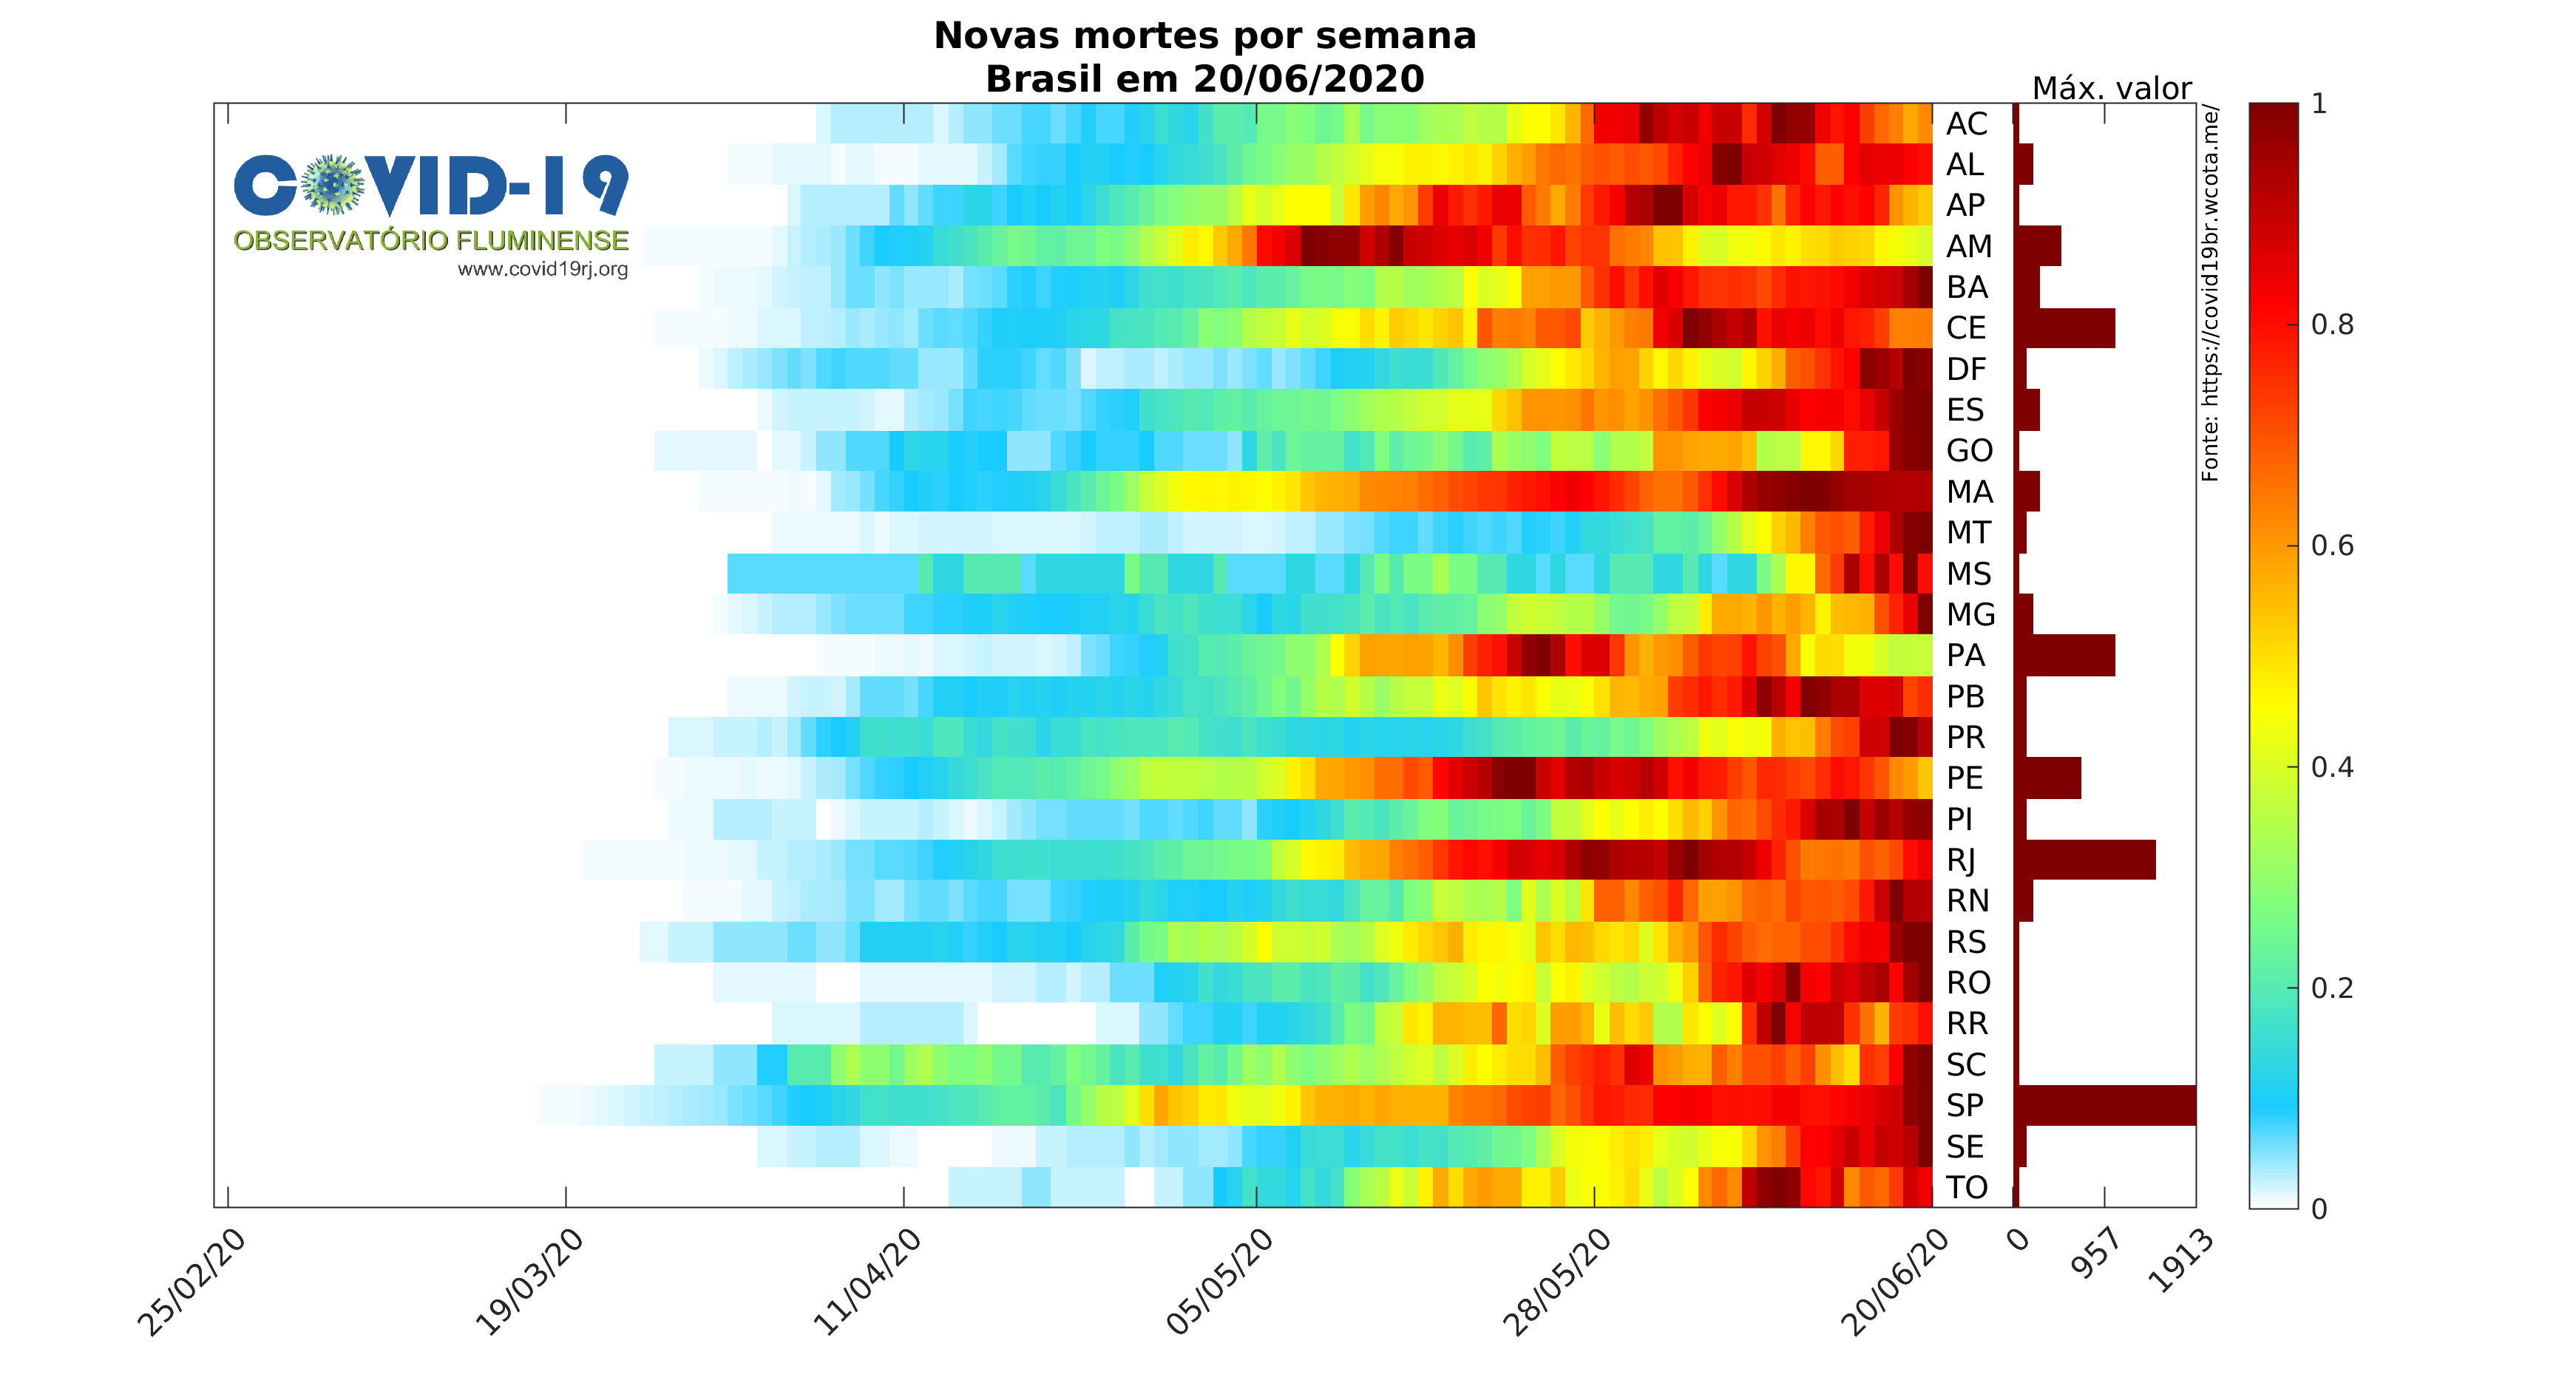 Novas mortes por semana
Brasil em 20/06/2020
Máx. valor
COVID-19
OBSERVATÓRIO FLUMINENSE
www.covid19rj.org
AC
AL
AP
AM
BA
CE
DF
ES
GO
MA
MT
MS
MG
PA
PB
PR
PE
PI
RJ
RN
RS
RO
RR
SC
SP
SE
TO
Fonte: https://covid19br.wcota.me/
1
0.8
0.6
0.4
0.2
0
25/02/20
19/03/20
11/04/20
05/05/20
28/05/20
20/06/20
0
957
1913